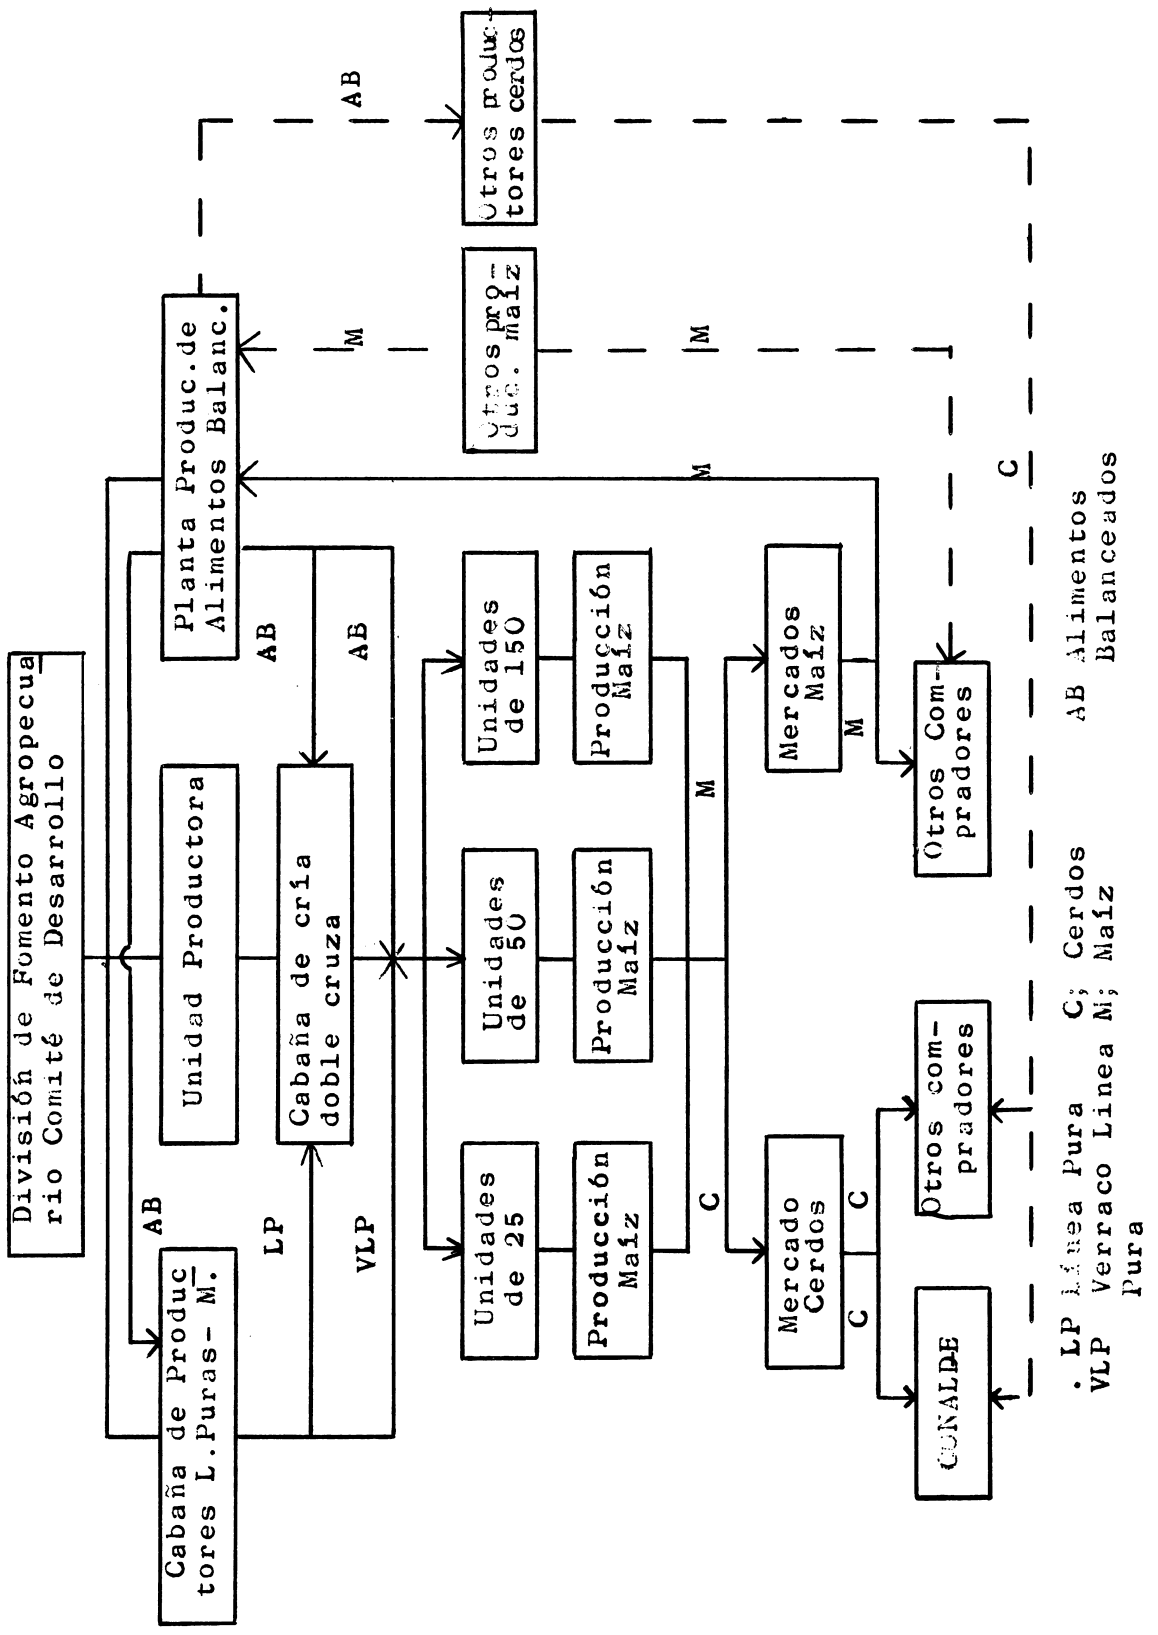 División de Fomento Agropecua
rio Comité de Desarrollo
Cabaña de Produc
tores L.Puras- M.
Unidad Productora
Planta Produc.de
Alimentos Balanc.
AB
AB
AB
LP
VLP
AB
Cabaña de cría
doble cruza
M
Unidades
de 25
Unidades
de 50
Unidades
de 150
Otros pro-
duc. maíz
Otros produc-
tores cerdos
Producción
Maíz
Producción
Maíz
Producción
Maíz
C
M
M
M
Mercado
Cerdos
Mercados
Maíz
C
C
M
CONALDE
Otros com-
pradores
Otros Com-
pradores
C
. LP Línea Pura
VLP Verraco Linea
Pura
C; Cerdos
M; Maíz
AB Alimentos
Balanceados